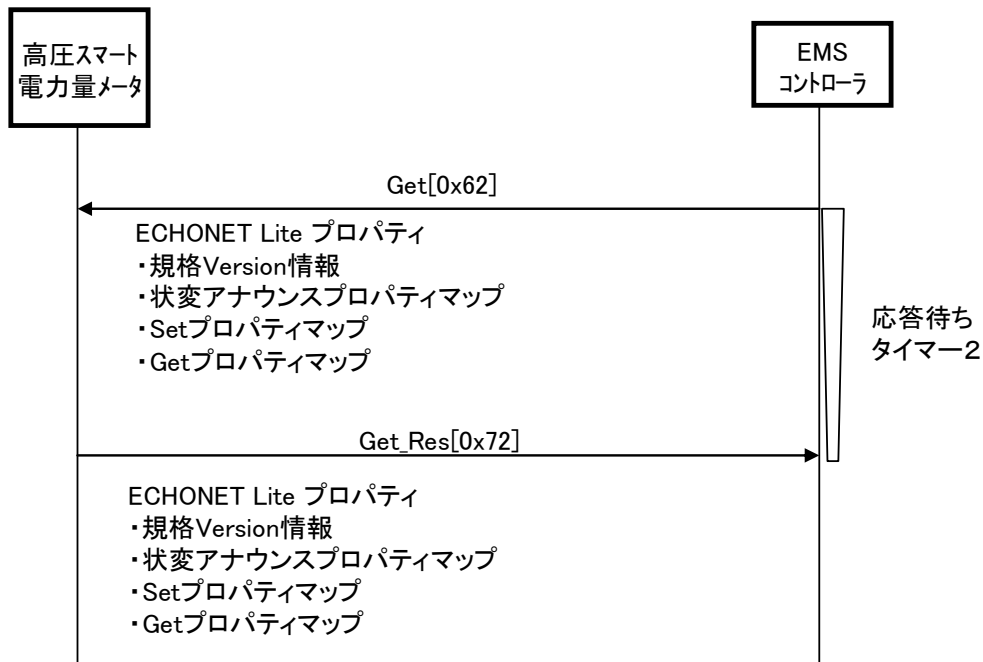 高圧スマート
電力量メータ
EMS
コントローラ
Get[0x62]
ECHONET Lite プロパティ
・規格Version情報
・状変アナウンスプロパティマップ
・Setプロパティマップ
・Getプロパティマップ
応答待ち
タイマー2
Get_Res[0x72]
ECHONET Lite プロパティ
・規格Version情報
・状変アナウンスプロパティマップ
・Setプロパティマップ
・Getプロパティマップ